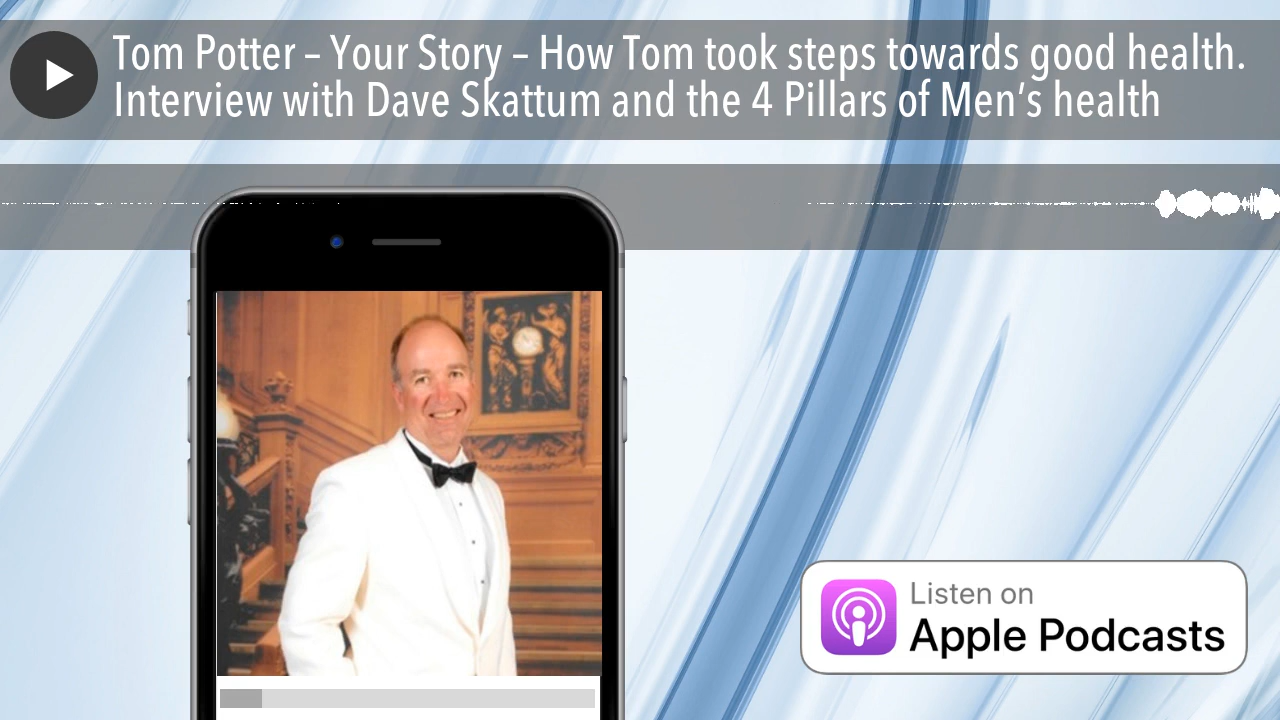 Tom Potter – Your Story – How Tom took steps towards good health.
Interview with Dave Skattum and the 4 Pillars of Men’s health
Listen on
Apple Podcasts